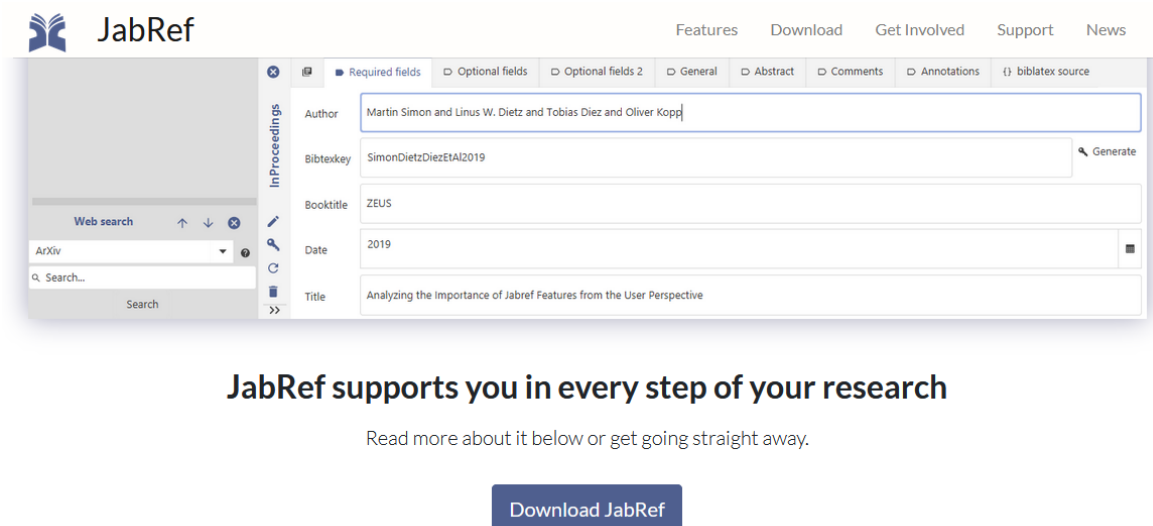 JabRef
Features Download Get Involved Support News
Required fields Optional fields Optional fields 2 General Abstract Comments Annotations {} biblatex source
InProceedings
Author Martin Simon and Linus W. Dietz and Tobias Diez and Oliver Kopp
Bibtexkey SimonDietzDiezEtAl2019 Generate
Booktitle ZEUS
Date 2019
Title Analyzing the Importance of Jabref Features from the User Perspective
Web search
ArXiv
Search...
Search
JabRef supports you in every step of your research
Read more about it below or get going straight away.
Download JabRef